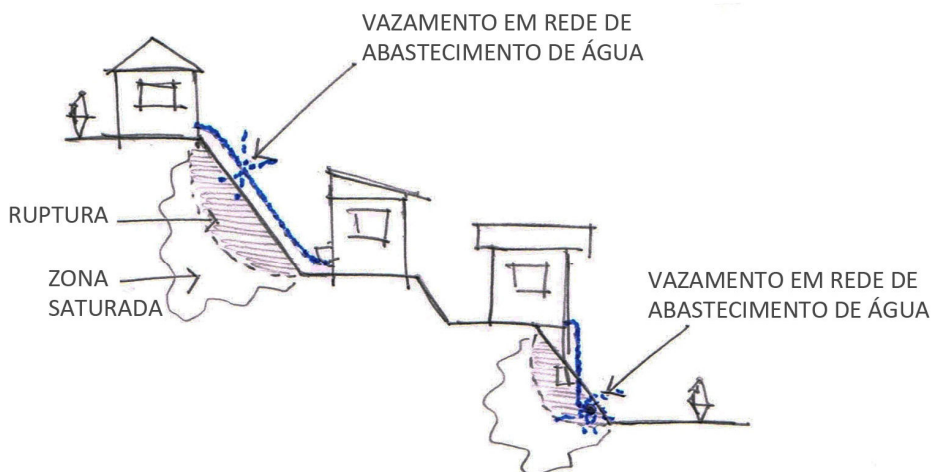 VAZAMENTO EM REDE DE
ABASTECIMENTO DE ÁGUA
RUPTURA
ZONA
SATURADA
VAZAMENTO EM REDE DE
ABASTECIMENTO DE ÁGUA